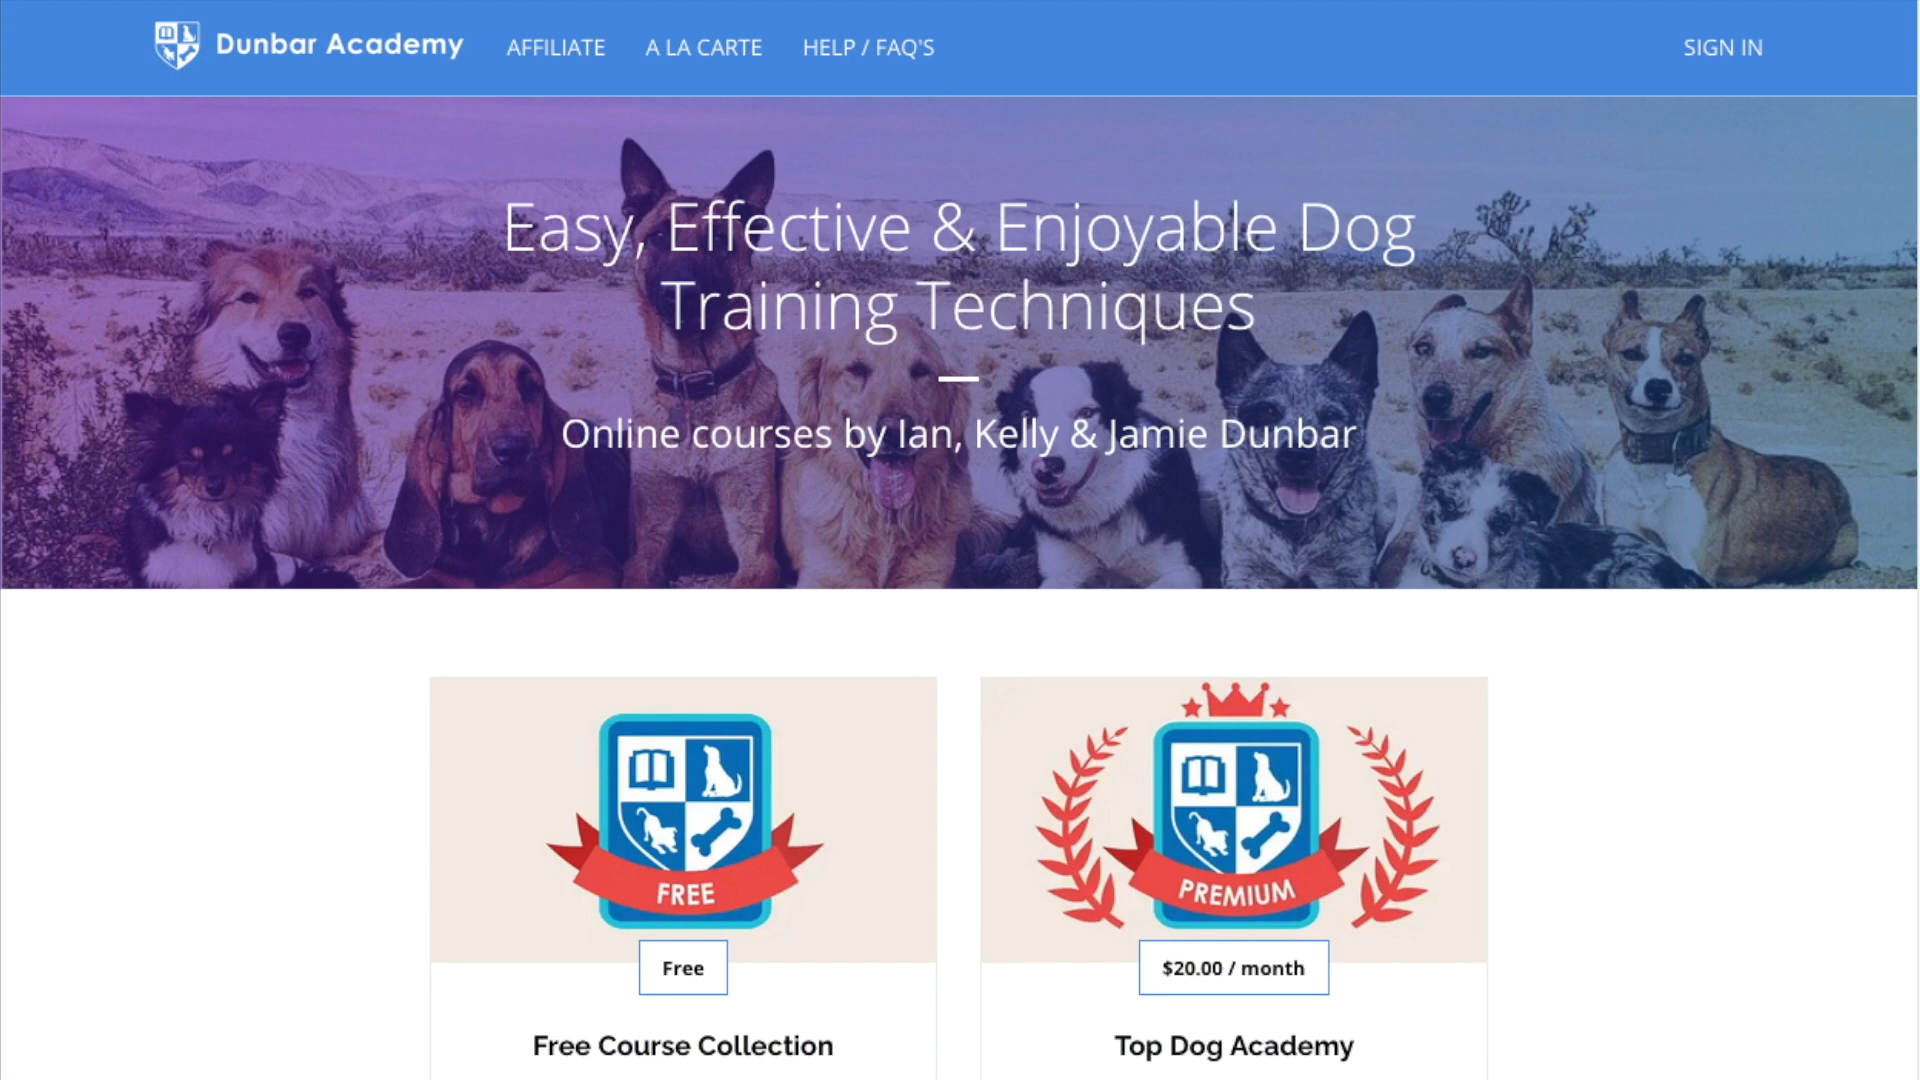 Dunbar Academy
AFFILIATE
A LA CARTE
HELP / FAQ'S
SIGN IN
Easy, Effective & Enjoyable Dog
Training Techniques
Online courses by Ian, Kelly & Jamie Dunbar
FREE
PREMIUM
Free
$20.00 / month
Free Course Collection
Top Dog Academy